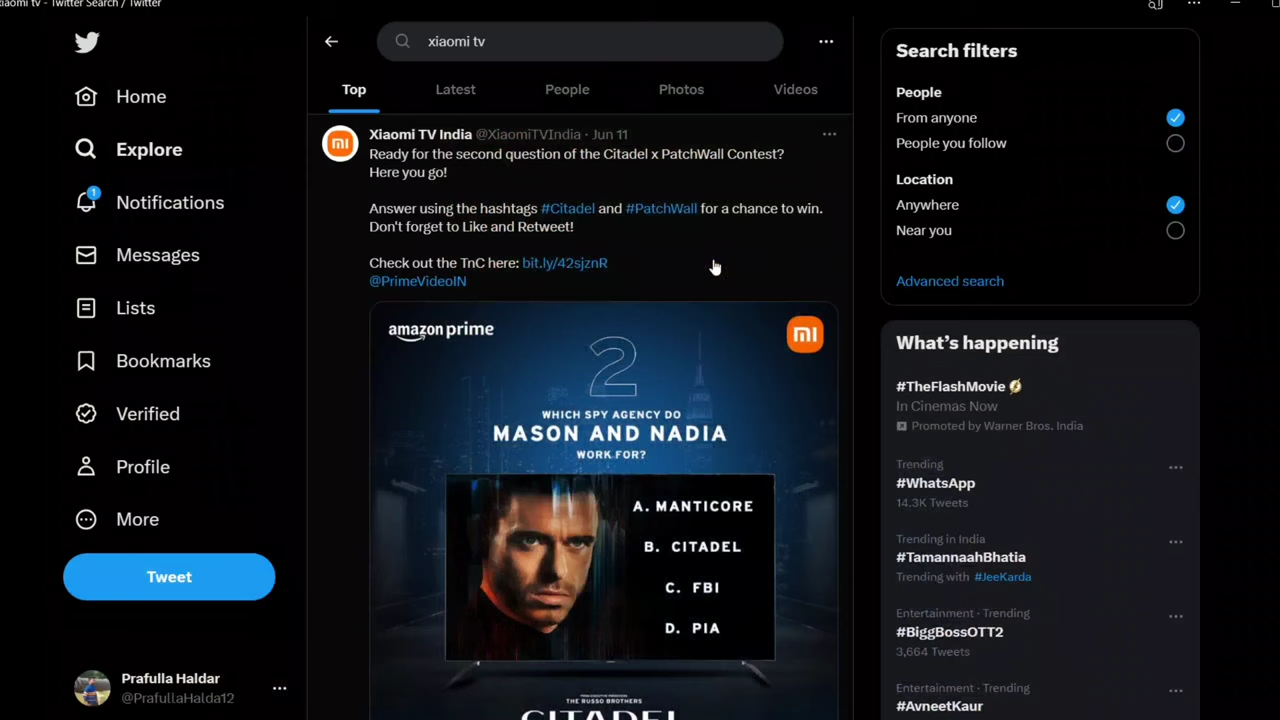 xiaomi tv - Twitter Search / Twitter
Home
Explore
1
Notifications
Messages
Lists
Bookmarks
Verified
Profile
More
Tweet
Prafulla Haldar
@PrafullaHalda12
xiaomi tv
Top Latest People Photos Videos
Xiaomi TV India @XiaomiTVIndia · Jun 11
Ready for the second question of the Citadel x PatchWall Contest?
Here you go!
Answer using the hashtags #Citadel and #PatchWall for a chance to win.
Don't forget to Like and Retweet!
Check out the TnC here: bit.ly/42sjznR
@PrimeVideoIN
amazon prime
mi
2
WHICH SPY AGENCY DO
MASON AND NADIA
WORK FOR?
A. MANTICORE
B. CITADEL
C. FBI
D. PIA
THE RUSSO BROTHERS
CITADEL
Search filters
People
From anyone
People you follow
Location
Anywhere
Near you
Advanced search
What's happening
#TheFlashMovie
In Cinemas Now
Promoted by Warner Bros. India
Trending
#WhatsApp
14.3K Tweets
Trending in India
#TamannaahBhatia
Trending with #JeeKarda
Entertainment · Trending
#BiggBossOTT2
3,664 Tweets
Entertainment · Trending
#AvneetKaur